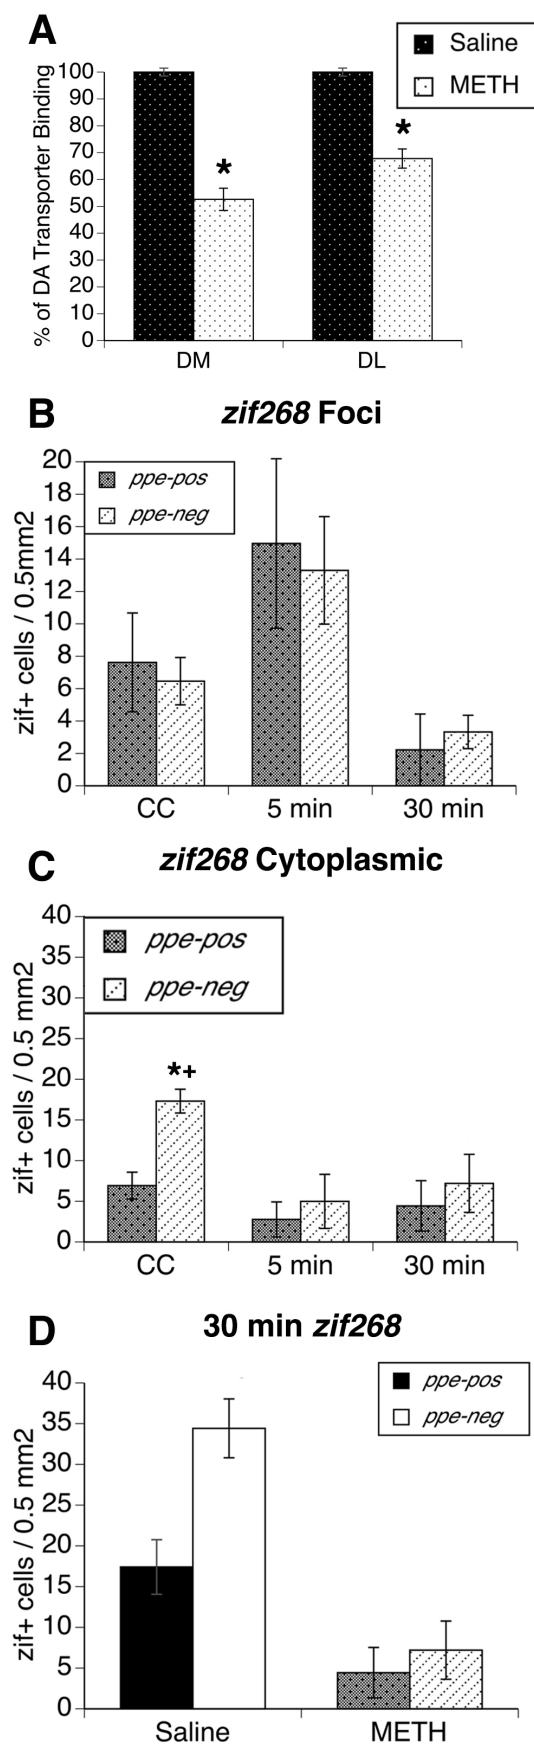 A
Saline
METH
% of DA Transporter Binding
100
90
80
70
60
50
40
30
20
10
0
*
*
DM
DL
B
zif268 Foci
ppe-pos
ppe-neg
zif+ cells / 0.5mm2
20
18
16
14
12
10
8
6
4
2
0
CC
5 min
30 min
C
zif268 Cytoplasmic
ppe-pos
ppe-neg
zif+ cells / 0.5 mm2
40
35
30
25
20
15
10
5
0
*+
CC
5 min
30 min
D
30 min zif268
ppe-pos
ppe-neg
zif+ cells / 0.5 mm2
40
35
30
25
20
15
10
5
0
Saline
METH